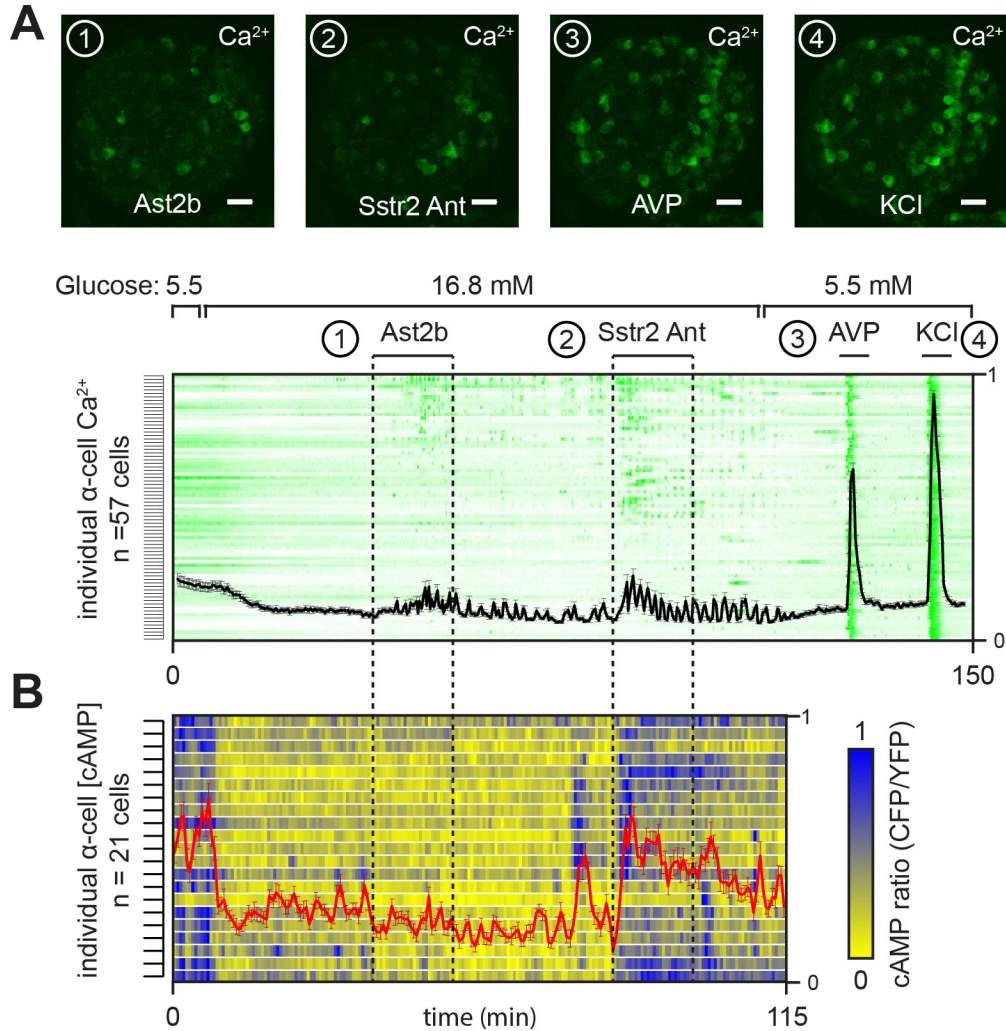 A
1 Ca²⁺ Ast2b
2 Ca²⁺ Sstr2 Ant
3 Ca²⁺ AVP
4 Ca²⁺ KCl
Glucose: 5.5 16.8 mM 5.5 mM
1 Ast2b 2 Sstr2 Ant 3 AVP KCl 4
individual α-cell Ca²⁺
n =57 cells
1
0
0 150
B
individual α-cell [cAMP]
n = 21 cells
1
0
0 time (min) 115
1
0
cAMP ratio (CFP/YFP)